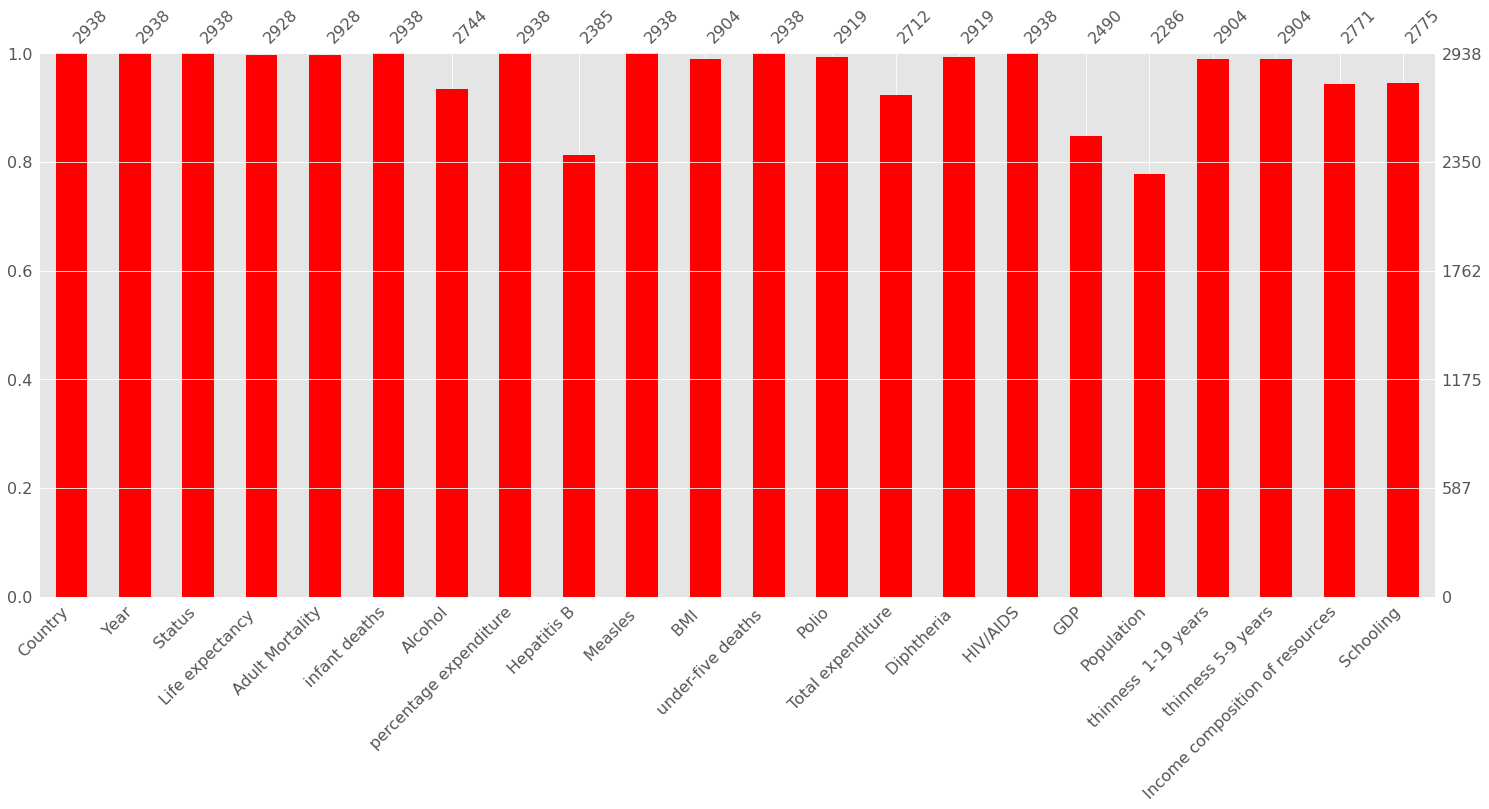 2938
2938
2938
2928
2928
2938
2744
2938
2385
2938
2904
2938
2919
2712
2919
2938
2490
2286
2904
2904
2771
2775
1.0
2938
0.8
2350
0.6
1762
0.4
1175
0.2
587
0.0
0
Country
Year
Status
Life expectancy
Adult Mortality
infant deaths
Alcohol
percentage expenditure
Hepatitis B
Measles
BMI
under-five deaths
Polio
Total expenditure
Diphtheria
HIV/AIDS
GDP
Population
thinness  1-19 years
thinness 5-9 years
Income composition of resources
Schooling